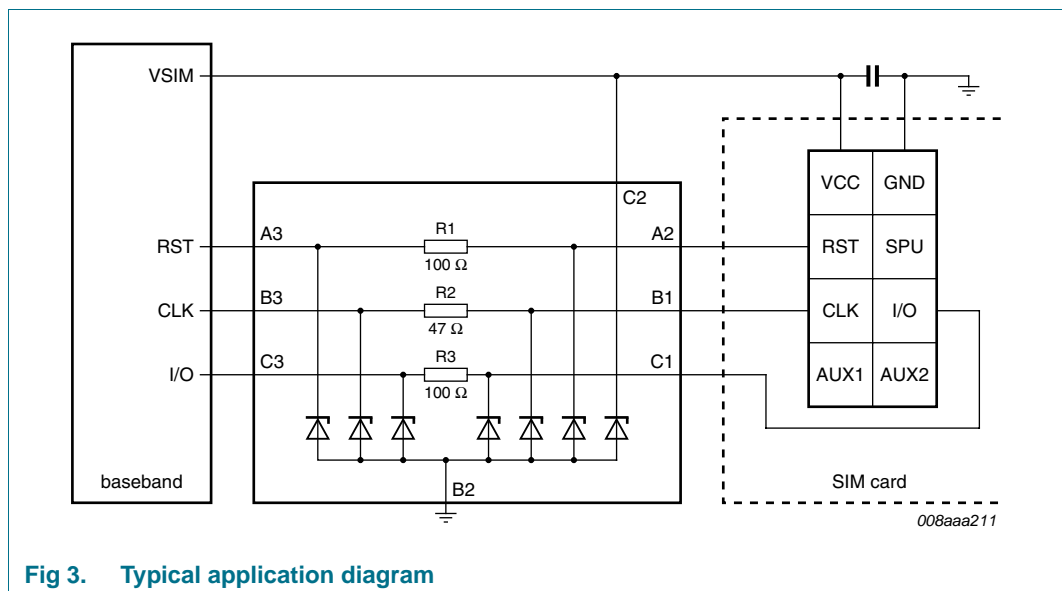 VSIM
C2
VCC GND
RST A3 R1 A2 RST SPU
100 Ω
CLK B3 R2 B1 CLK I/O
47 Ω
I/O C3 R3 C1 AUX1 AUX2
100 Ω
baseband B2 SIM card
008aaa211
Fig 3. Typical application diagram